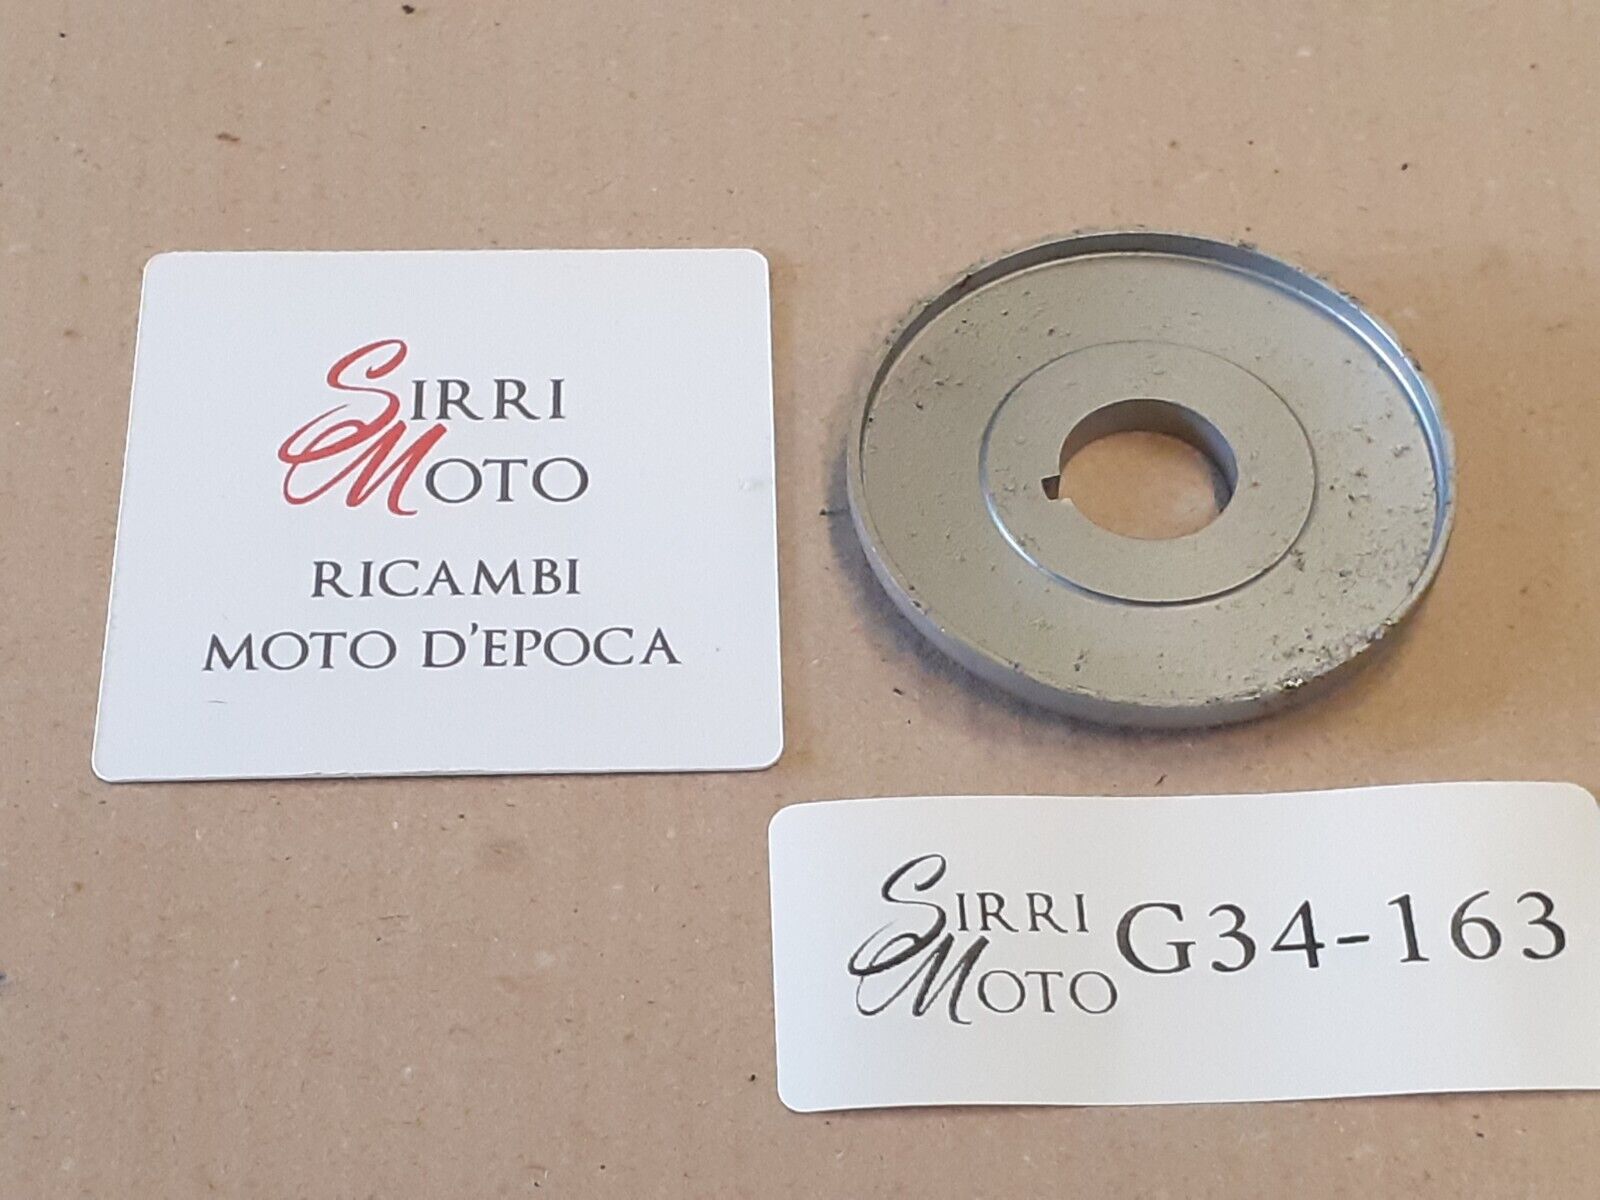 SIRRI
MOTO
RICAMBI
MOTO D'EPOCA
SIRRI
MOTO
G34-163